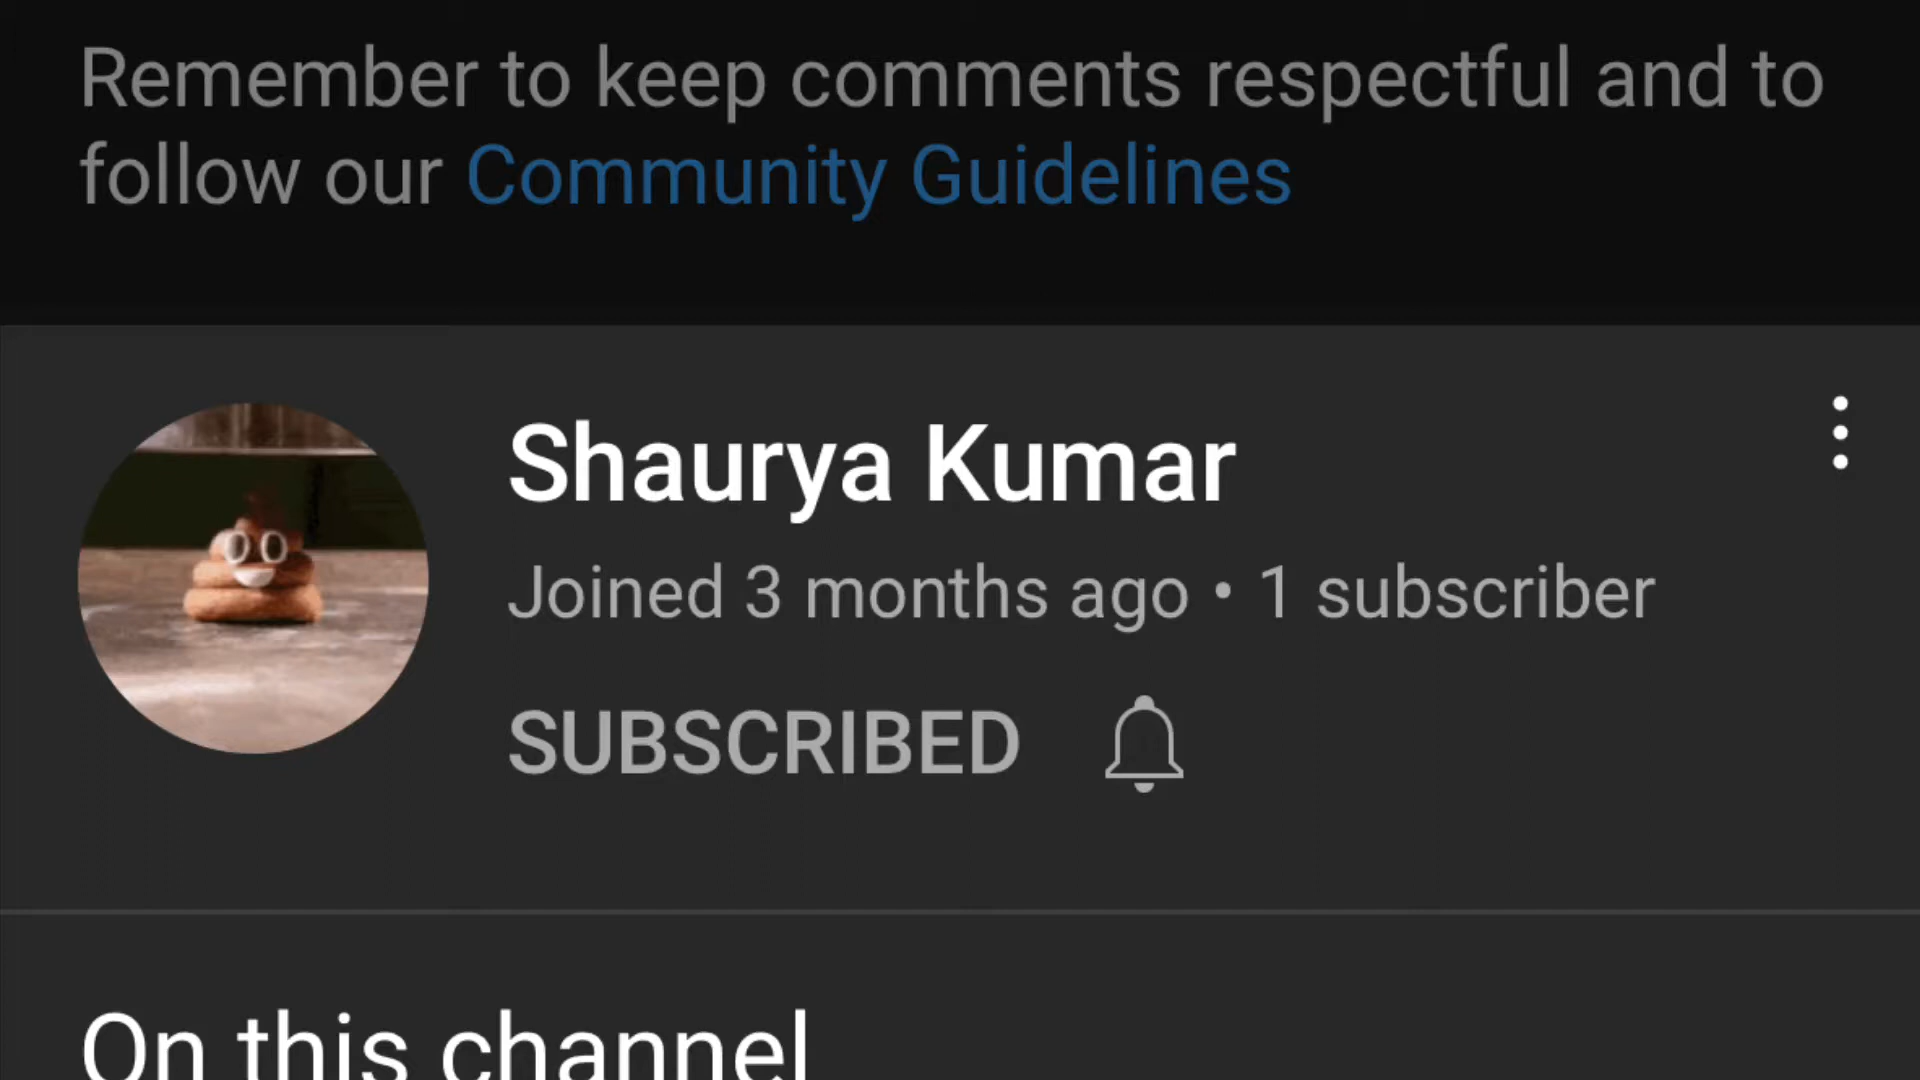 Remember to keep comments respectful and to
follow our Community Guidelines
Shaurya Kumar
Joined 3 months ago • 1 subscriber
SUBSCRIBED
On this channel